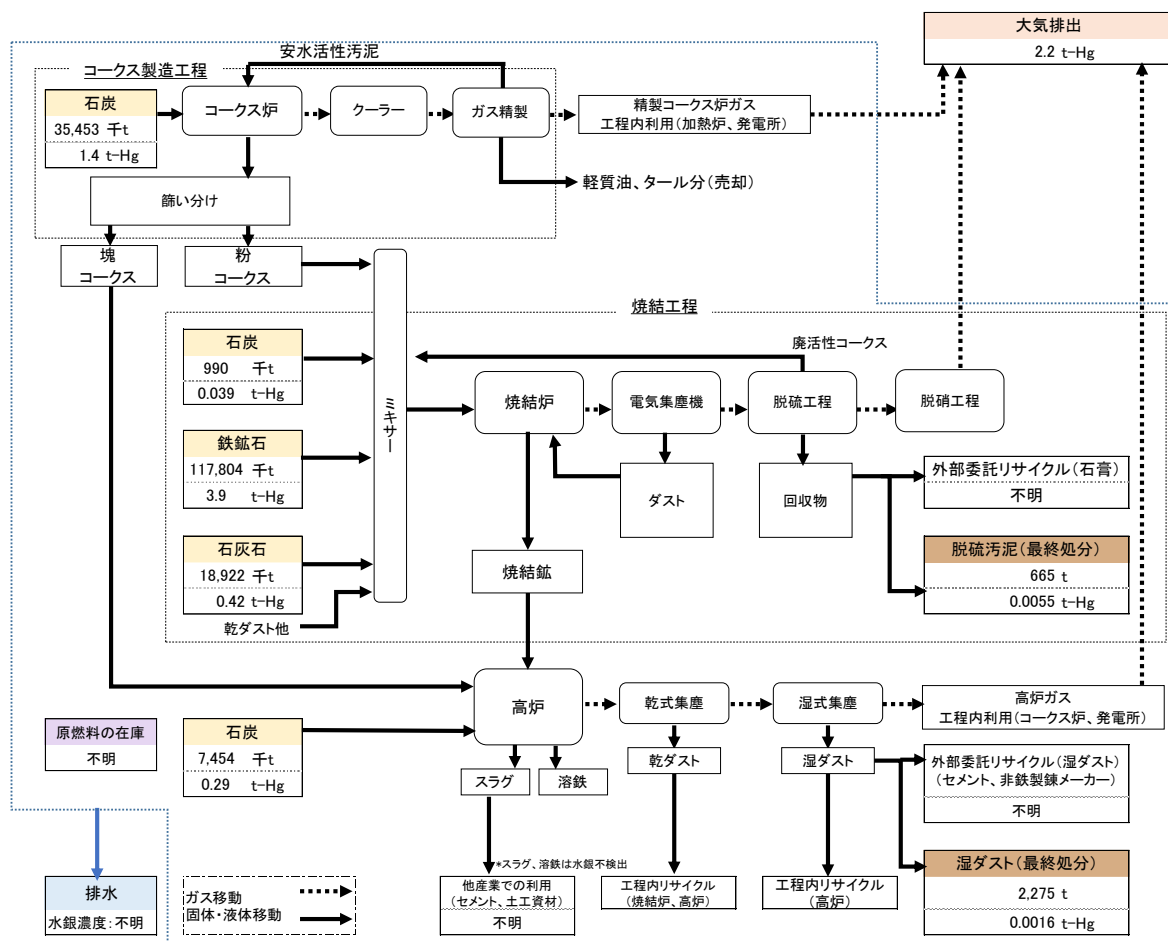 大気排出
2.2 t-Hg
安水活性汚泥
コークス製造工程
石炭
35,453 千t
1.4 t-Hg
コークス炉
クーラー
ガス精製
精製コークス炉ガス
工程内利用(加熱炉、発電所)
軽質油、タール分(売却)
篩い分け
塊
コークス
粉
コークス
焼結工程
廃活性コークス
石炭
990 千t
0.039 t-Hg
鉄鉱石
117,804 千t
3.9 t-Hg
石灰石
18,922 千t
0.42 t-Hg
乾ダスト他
ミキサー
焼結炉
電気集塵機
脱硫工程
脱硝工程
ダスト
回収物
外部委託リサイクル(石膏)
不明
脱硫汚泥(最終処分)
665 t
0.0055 t-Hg
焼結鉱
高炉
乾式集塵
湿式集塵
高炉ガス
工程内利用(コークス炉、発電所)
原燃料の在庫
不明
石炭
7,454 千t
0.29 t-Hg
スラグ
溶鉄
乾ダスト
湿ダスト
外部委託リサイクル(湿ダスト)
(セメント、非鉄製錬メーカー)
不明
*スラグ、溶鉄は水銀不検出
湿ダスト(最終処分)
2,275 t
0.0016 t-Hg
排水
水銀濃度:不明
ガス移動
固体・液体移動
他産業での利用
(セメント、土工資材)
不明
工程内リサイクル
(焼結炉、高炉)
工程内リサイクル
(高炉)